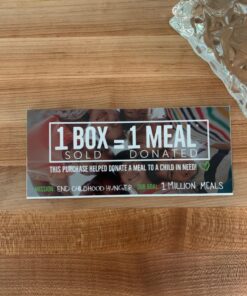 1 BOX = 1 MEAL
SOLD DONATED
THIS PURCHASE HELPED DONATE A MEAL TO A CHILD IN NEED!
MISSION: END CHILDHOOD HUNGER OUR GOAL: 1 MILLION MEALS